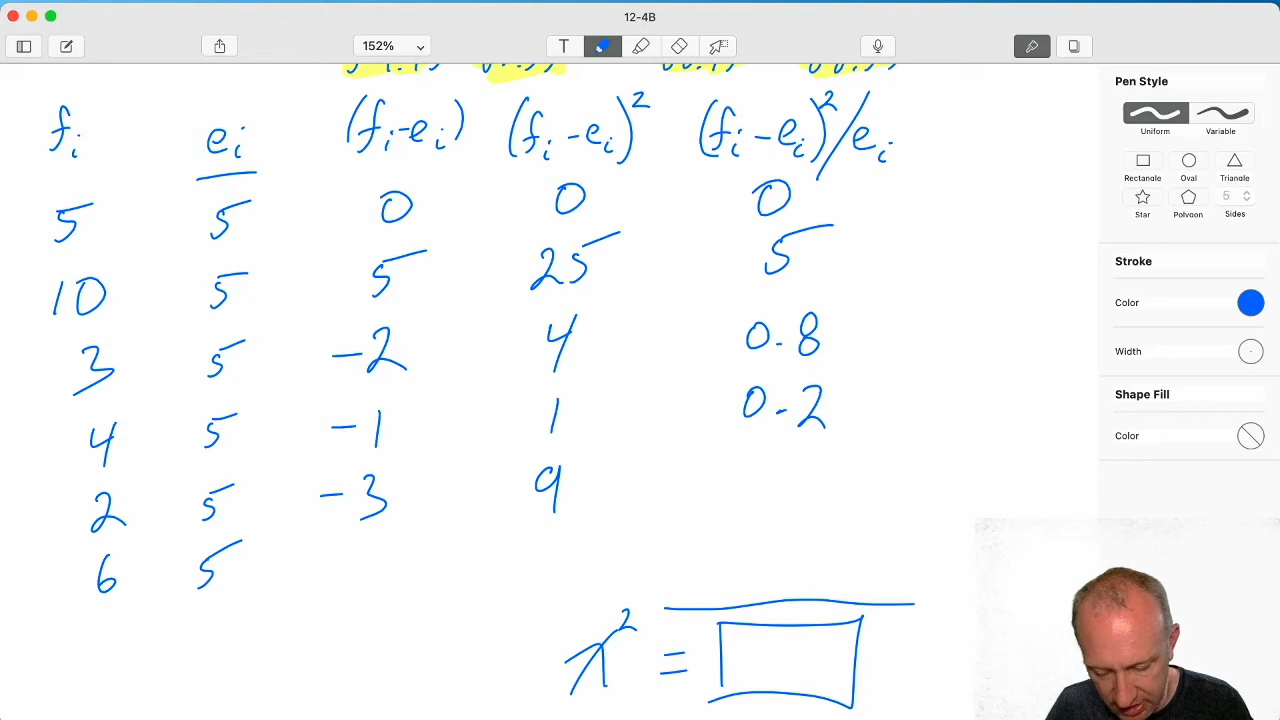 12-4B
152%
T
Pen Style
Uniform Variable
Rectangle Oval Triangle
Star Polygon 5 Sides
Stroke
Color
Width
Shape Fill
Color
fᵢ eᵢ (fᵢ-eᵢ) (fᵢ-eᵢ)² (fᵢ-eᵢ)²/eᵢ
5 5 0 0 0
10 5 5 25 5
3 5 -2 4 0.8
4 5 -1 1 0.2
2 5 -3 9
6 5
χ² =